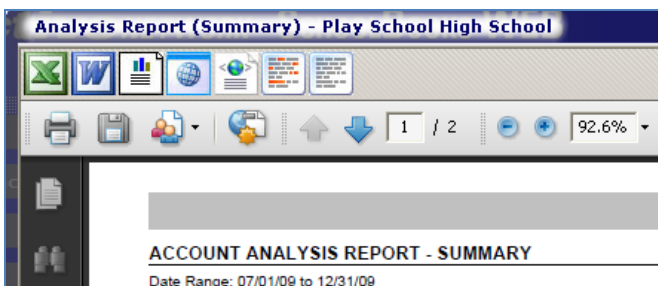 Analysis Report (Summary) - Play School High School
1 / 2 92.6%
ACCOUNT ANALYSIS REPORT - SUMMARY
Date Range: 07/01/09 to 12/31/09